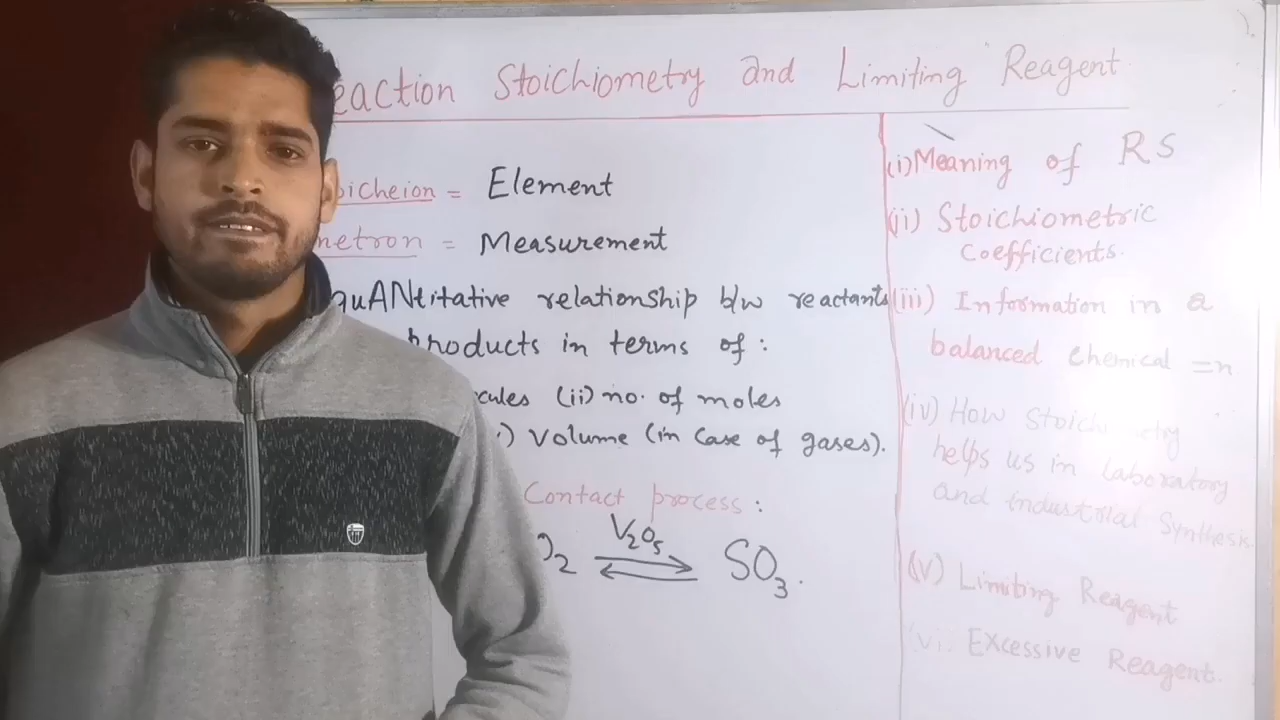 eaction Stoichiometry and Limiting Reagent
oicheion = Element
metron = Measurement
quANtitative relationship b/w reactants
products in terms of :
cules (ii) no. of moles
) Volume (in case of gases).
Contact process :
V2O5
O2 ⇌ SO3.
(i) Meaning of RS
(ii) Stoichiometric
Coefficients.
(iii) Information in a
balanced Chemical =n
(iv) How Stoich etry
helps us in Laboratory
and industrial Synthesis
(v) Limiting Reagent
vi. Excessive Reagent.